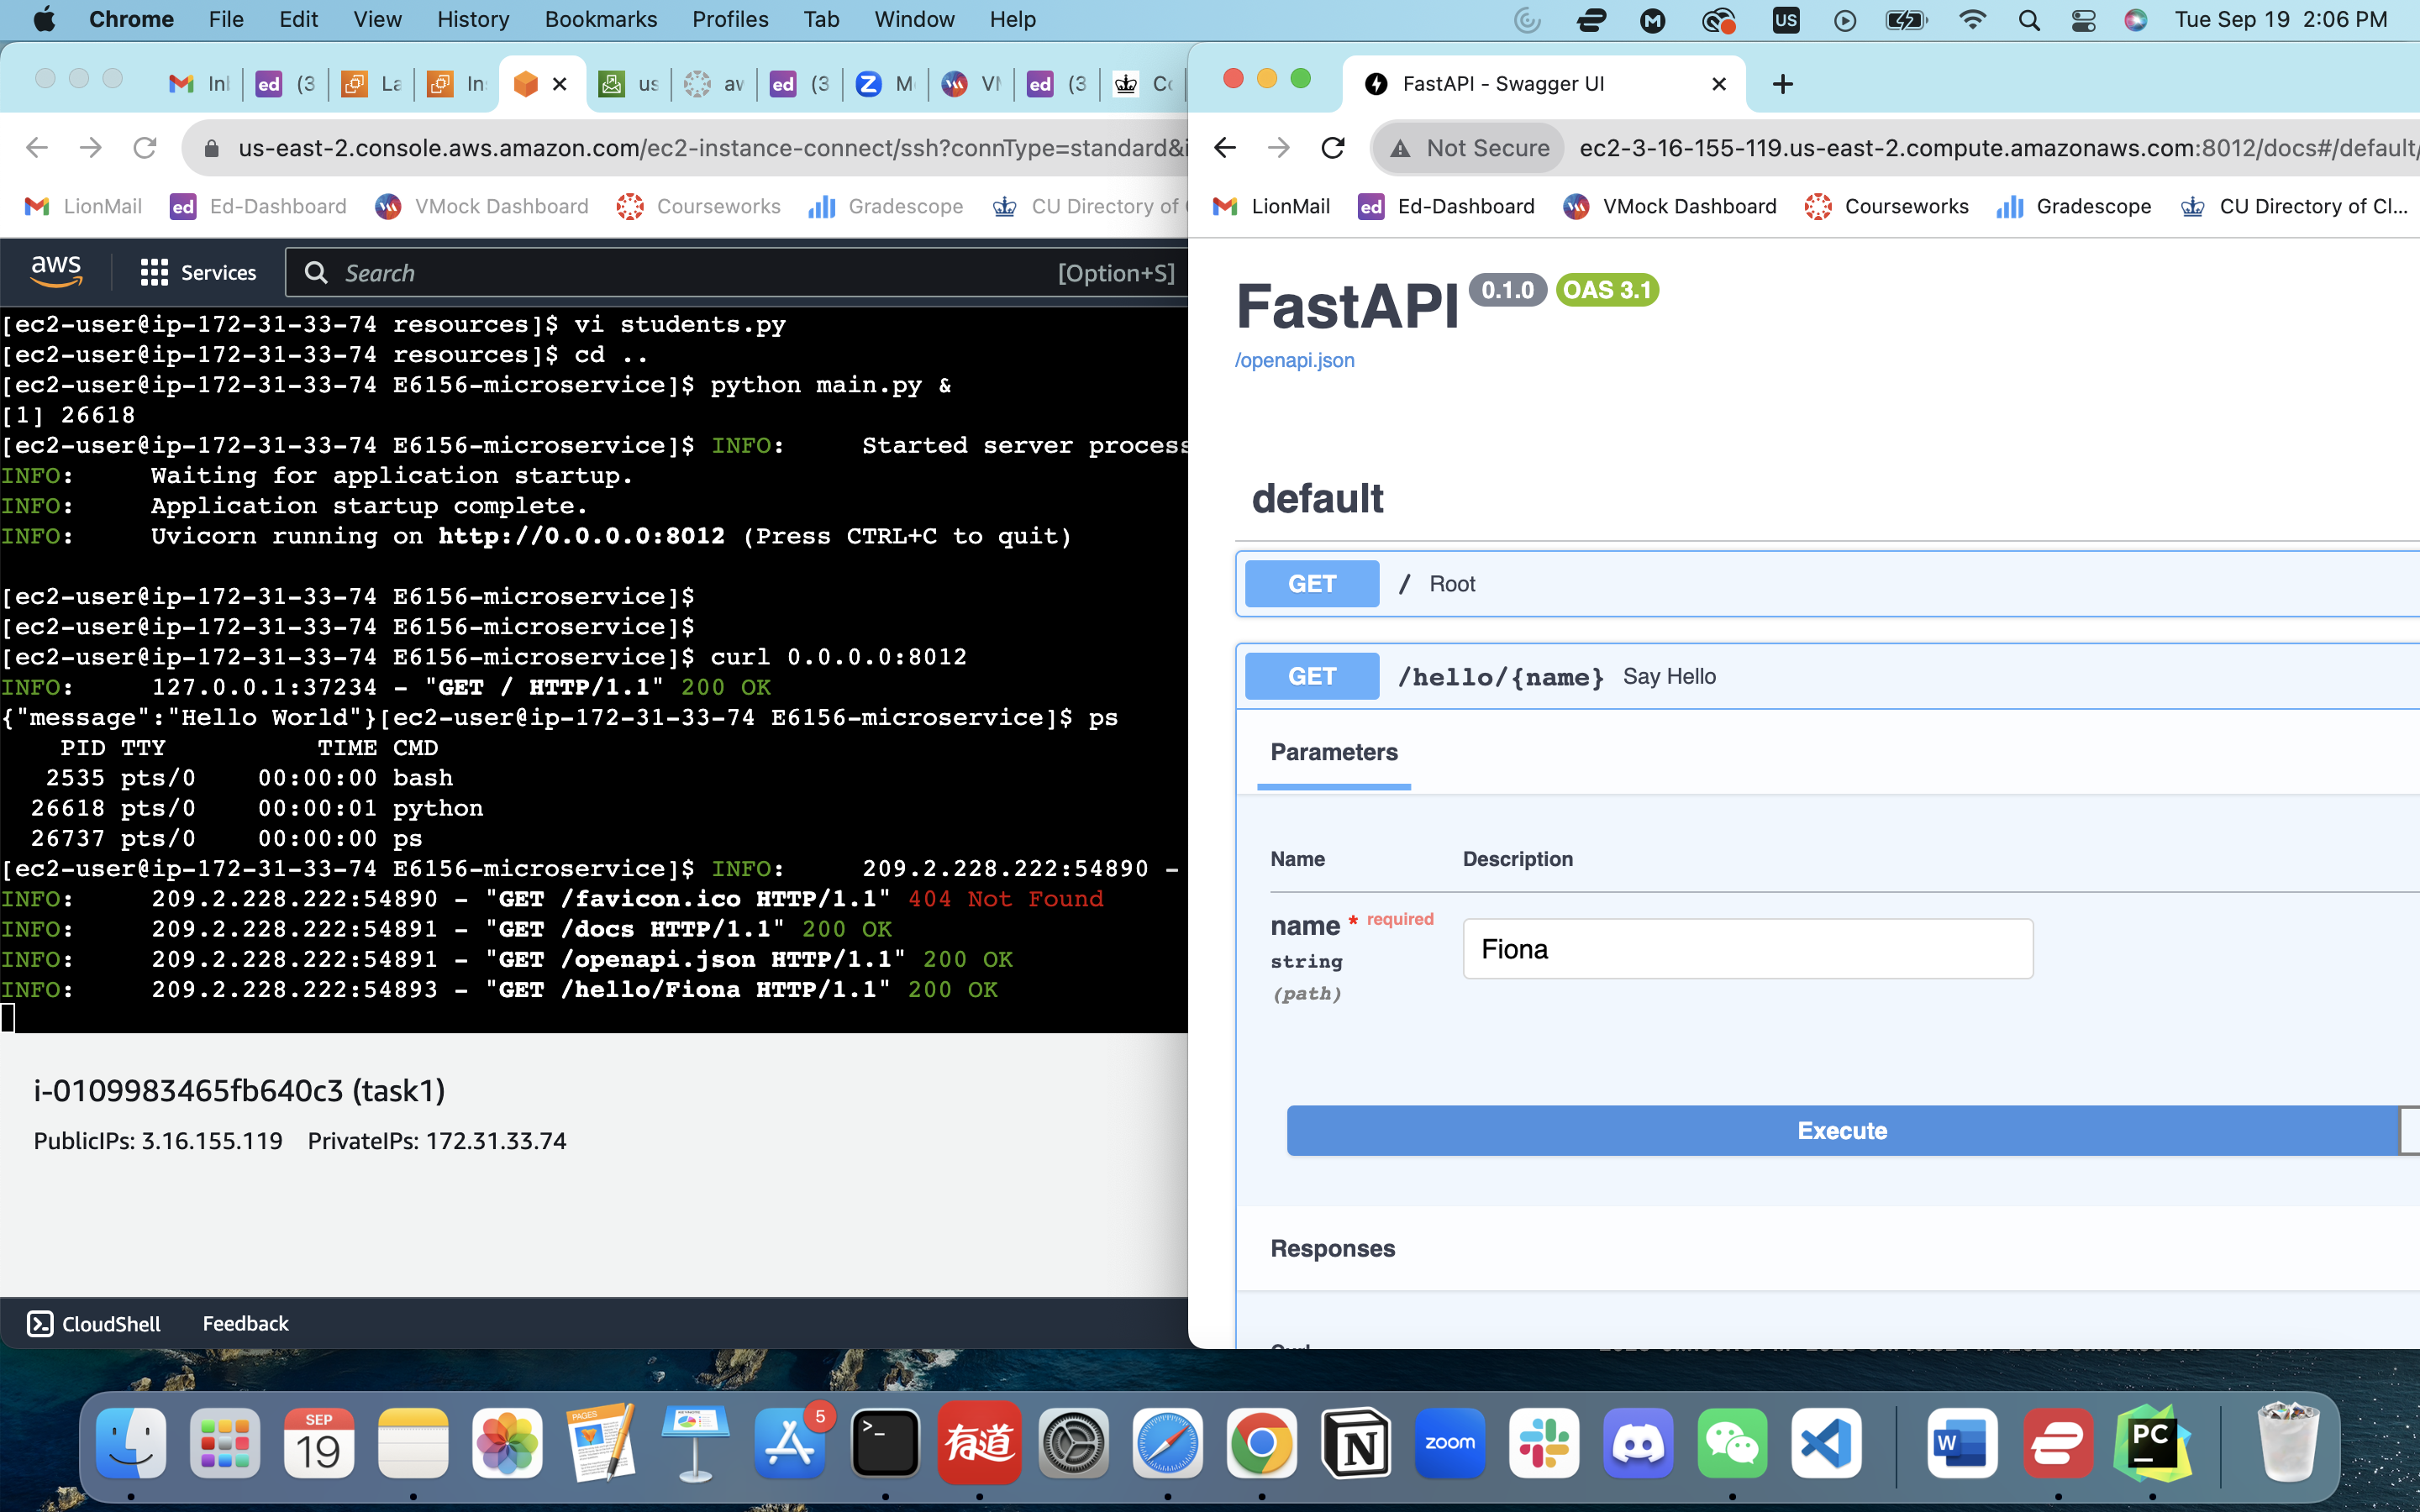 Chrome File Edit View History Bookmarks Profiles Tab Window Help
US
Tue Sep 19 2:06 PM
In
ed (3
La
In
us
aw
ed (3
Z M
VM
ed (3
Co
us-east-2.console.aws.amazon.com/ec2-instance-connect/ssh?connType=standard&i
LionMail
ed Ed-Dashboard
VMock Dashboard
Courseworks
Gradescope
CU Directory of
aws
Services
Search
[Option+S]
[ec2-user@ip-172-31-33-74 resources]$ vi students.py
[ec2-user@ip-172-31-33-74 resources]$ cd ..
[ec2-user@ip-172-31-33-74 E6156-microservice]$ python main.py &
[1] 26618
[ec2-user@ip-172-31-33-74 E6156-microservice]$ INFO:     Started server process
INFO:     Waiting for application startup.
INFO:     Application startup complete.
INFO:     Uvicorn running on http://0.0.0.0:8012 (Press CTRL+C to quit)
[ec2-user@ip-172-31-33-74 E6156-microservice]$
[ec2-user@ip-172-31-33-74 E6156-microservice]$
[ec2-user@ip-172-31-33-74 E6156-microservice]$ curl 0.0.0.0:8012
INFO:     127.0.0.1:37234 - "GET / HTTP/1.1" 200 OK
{"message":"Hello World"}[ec2-user@ip-172-31-33-74 E6156-microservice]$ ps
PID TTY          TIME CMD
2535 pts/0    00:00:00 bash
26618 pts/0    00:00:01 python
26737 pts/0    00:00:00 ps
[ec2-user@ip-172-31-33-74 E6156-microservice]$ INFO:     209.2.228.222:54890 -
INFO:     209.2.228.222:54890 - "GET /favicon.ico HTTP/1.1" 404 Not Found
INFO:     209.2.228.222:54891 - "GET /docs HTTP/1.1" 200 OK
INFO:     209.2.228.222:54891 - "GET /openapi.json HTTP/1.1" 200 OK
INFO:     209.2.228.222:54893 - "GET /hello/Fiona HTTP/1.1" 200 OK
i-0109983465fb640c3 (task1)
PublicIPs: 3.16.155.119 PrivateIPs: 172.31.33.74
CloudShell
Feedback
FastAPI - Swagger UI
Not Secure
ec2-3-16-155-119.us-east-2.compute.amazonaws.com:8012/docs#/default/
LionMail
ed Ed-Dashboard
VMock Dashboard
Courseworks
Gradescope
CU Directory of Cl...
FastAPI 0.1.0 OAS 3.1
/openapi.json
default
GET / Root
GET /hello/{name} Say Hello
Parameters
Name Description
name * required
string
(path)
Fiona
Execute
Responses
SEP
19
PAGES
5
>_
有道
N
zoom
W
PC